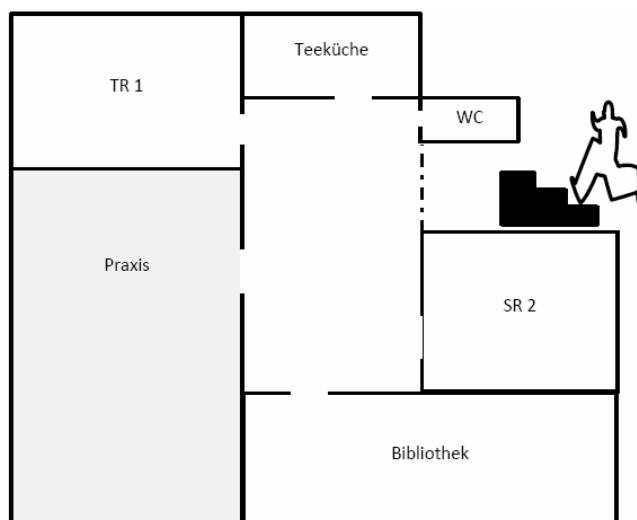 Teeküche
TR 1
WC
Praxis
SR 2
Bibliothek